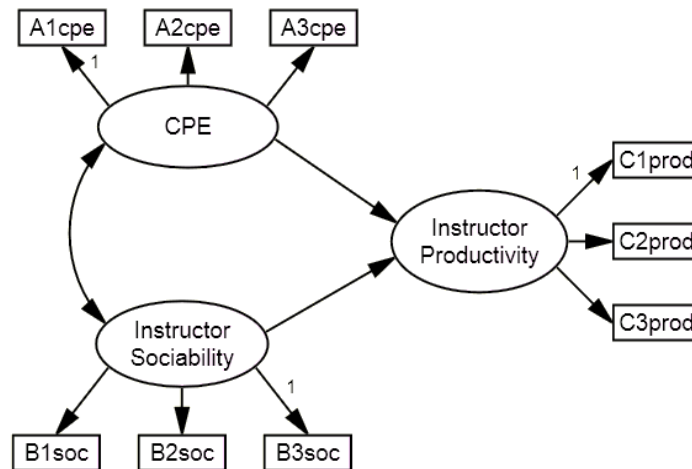 A1cpe A2cpe A3cpe
1
CPE
C1prod
1
Instructor
Productivity
C2prod
C3prod
Instructor
Sociability
1
B1soc B2soc B3soc